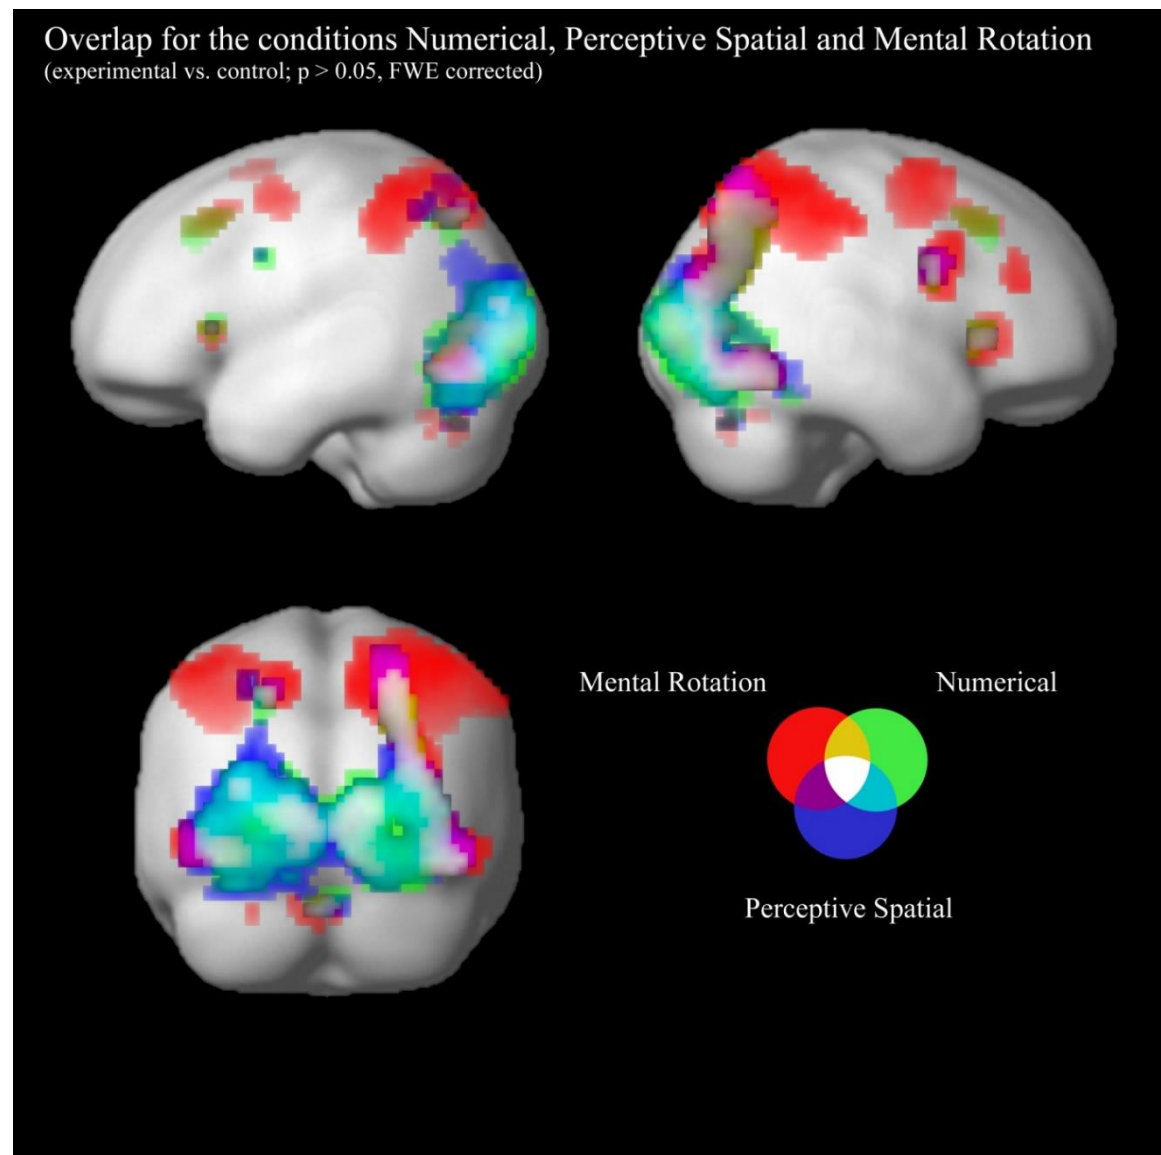 Overlap for the conditions Numerical, Perceptive Spatial and Mental Rotation
(experimental vs. control; p > 0.05, FWE corrected)
Mental Rotation
Numerical
Perceptive Spatial